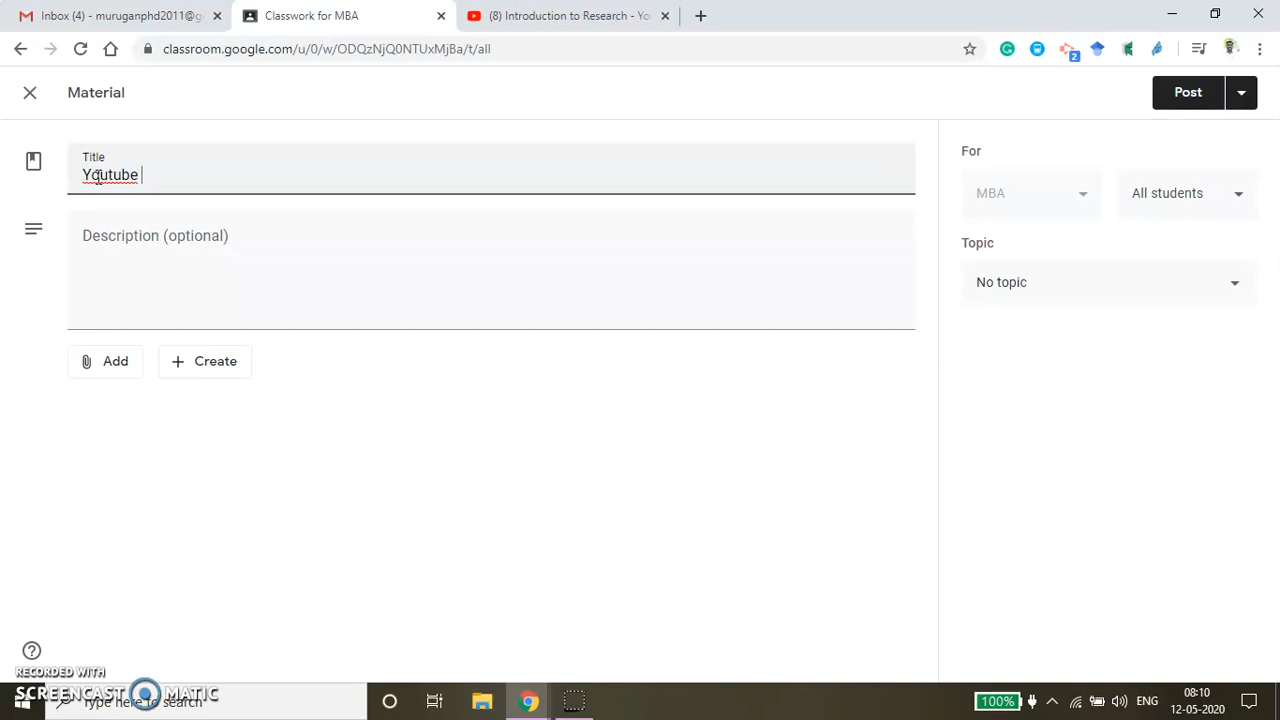 Inbox (4) - muruganphd2011@g
Classwork for MBA
(8) Introduction to Research - Yo
classroom.google.com/u/0/w/ODQzNjQ0NTUxMjBa/t/all
2
Material
Post
Title
Youtube
Description (optional)
Add
Create
For
MBA
All students
Topic
No topic
RECORDED WITH
SCREENCAST MATIC
Type here to search
100%
ENG
08:10
12-05-2020